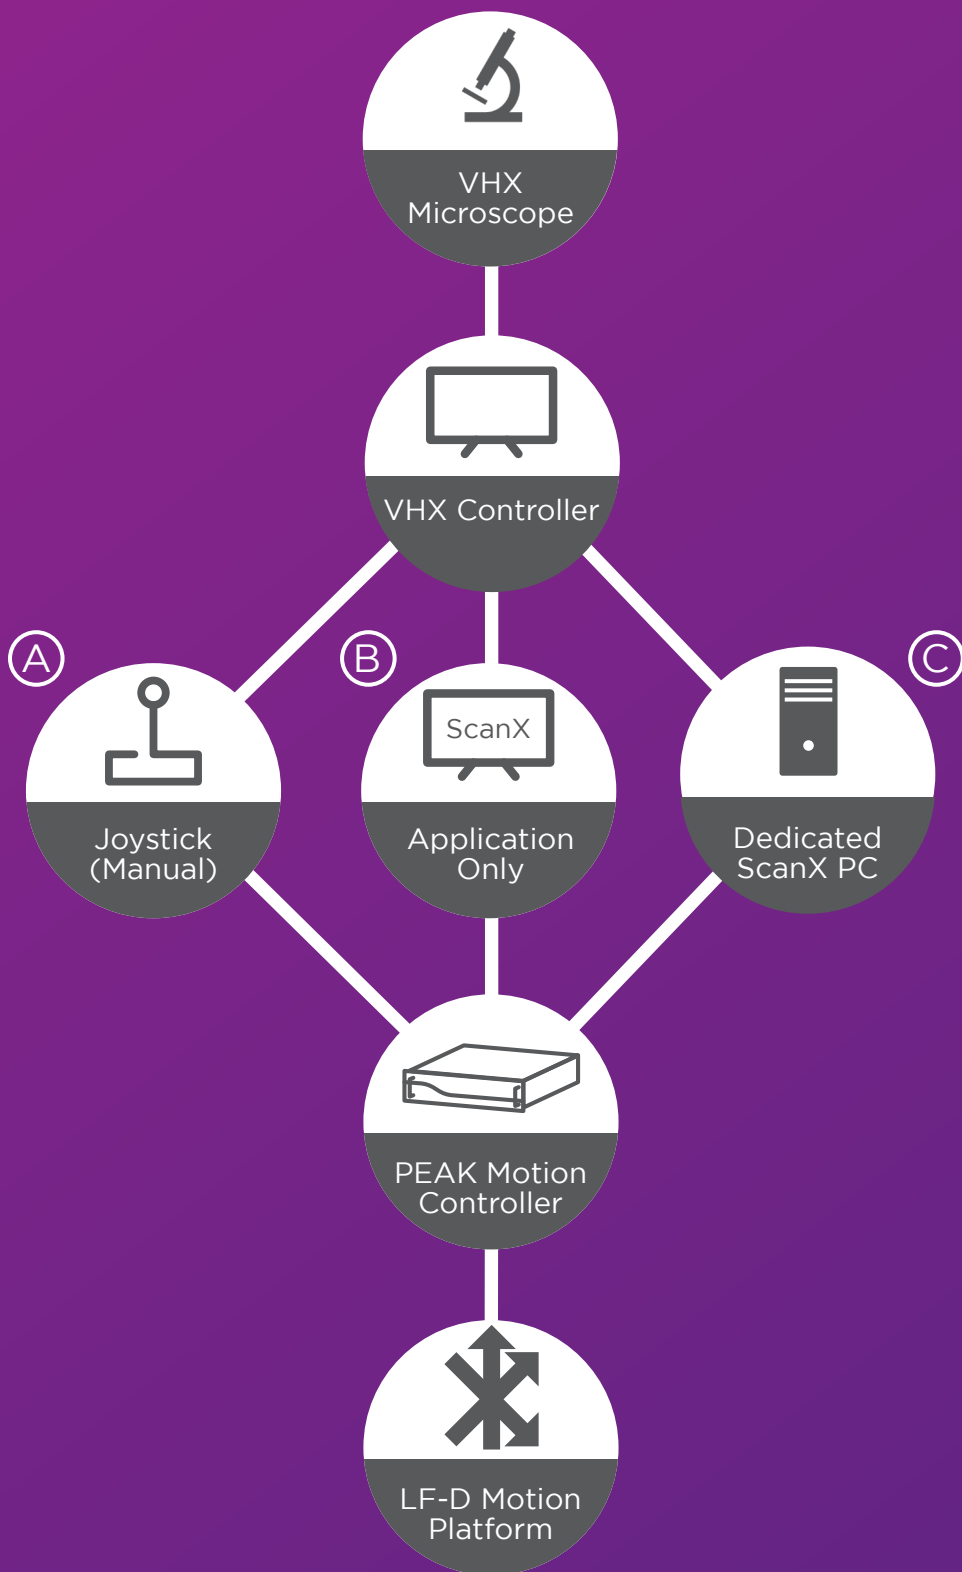 VHX
Microscope
VHX Controller
A
B
C
ScanX
Joystick
(Manual)
Application
Only
Dedicated
ScanX PC
PEAK Motion
Controller
LF-D Motion
Platform